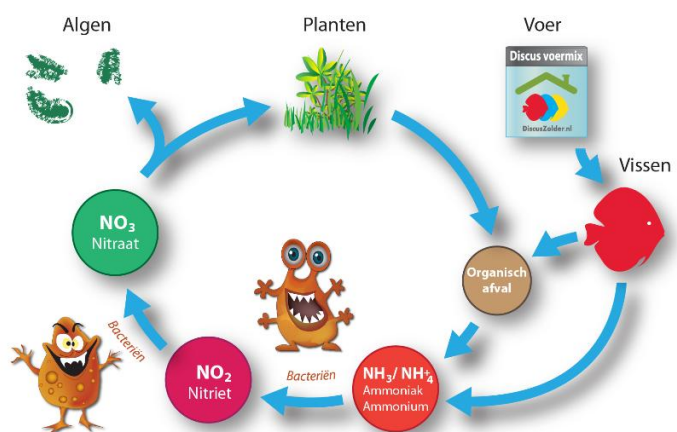 Algen
Planten
Voer
Discus voermix
DiscusZolder.nl
Vissen
NO3
Nitraat
Organisch
afval
Bacteriën
NO2
Nitriet
Bacteriën
NH3/ NH+4
Ammoniak
Ammonium